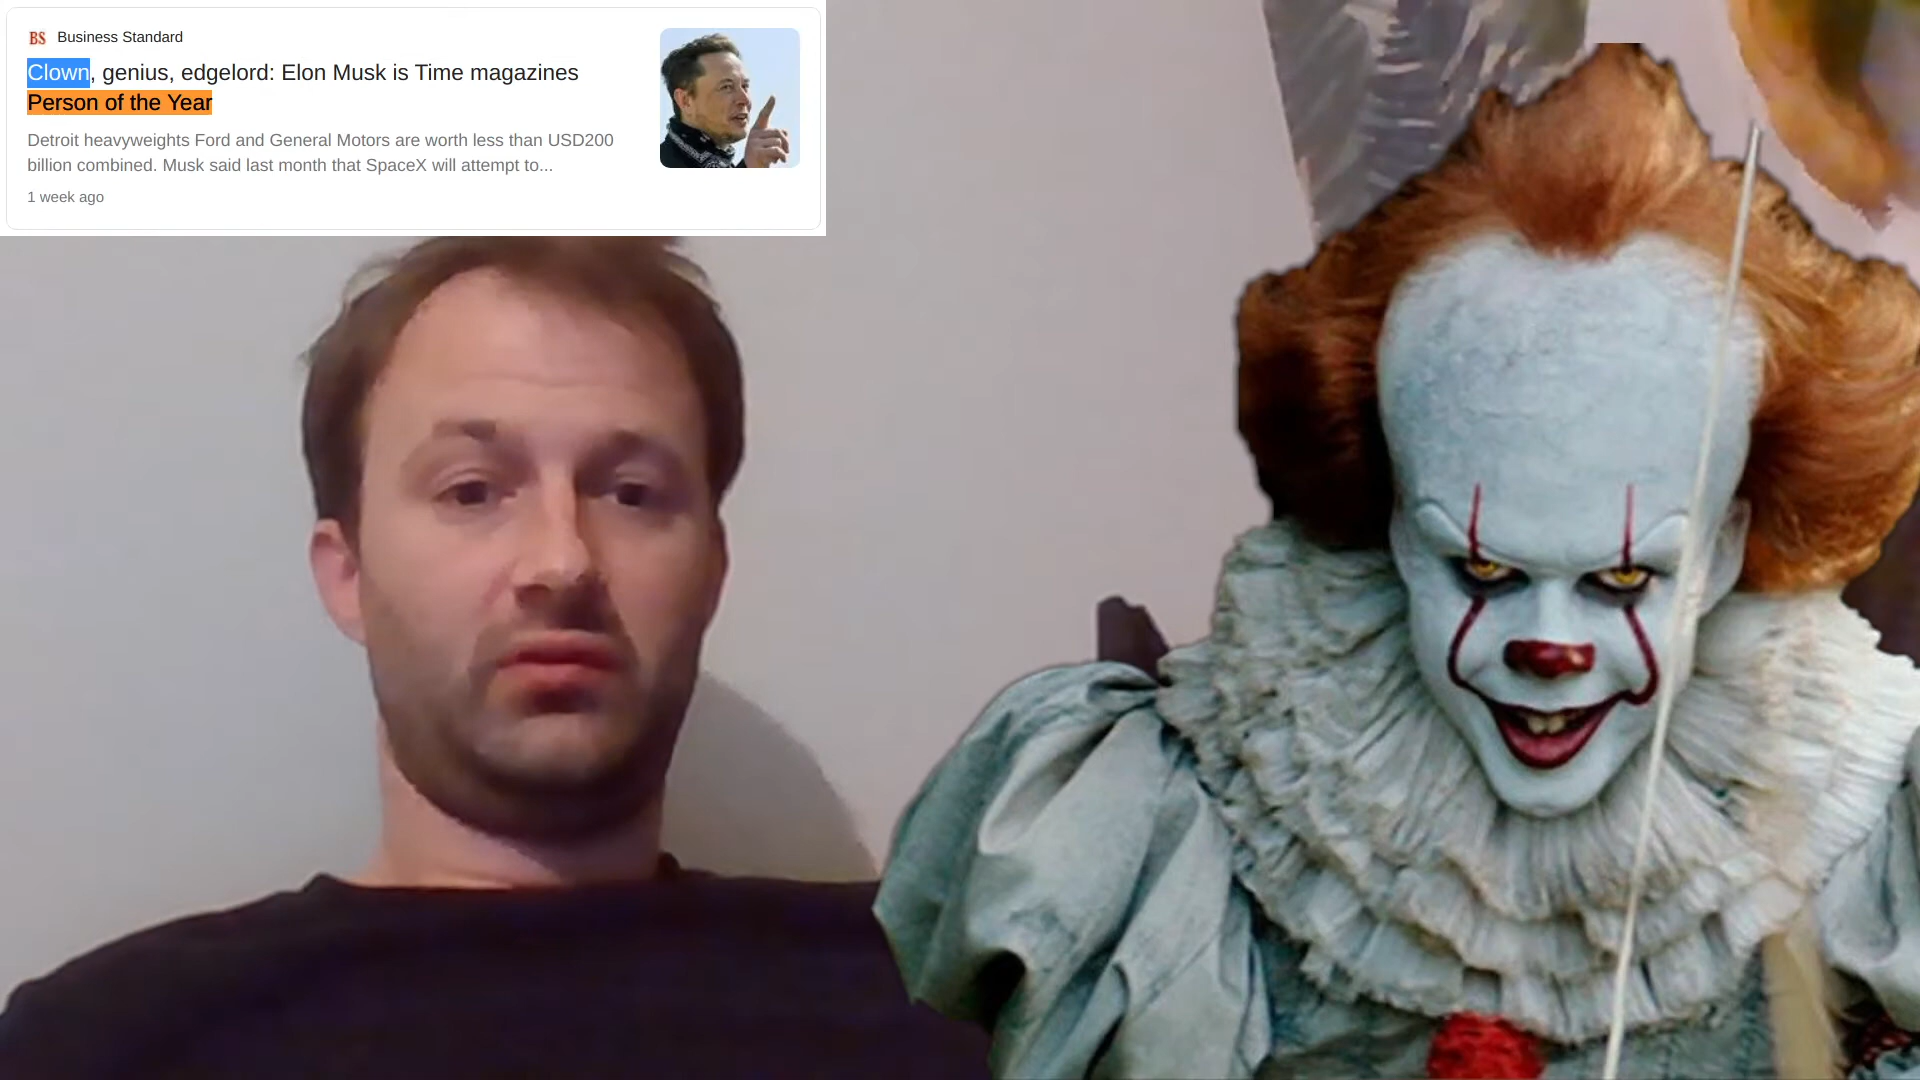 BS Business Standard
Clown, genius, edgelord: Elon Musk is Time magazines
Person of the Year
Detroit heavyweights Ford and General Motors are worth less than USD200
billion combined. Musk said last month that SpaceX will attempt to...
1 week ago